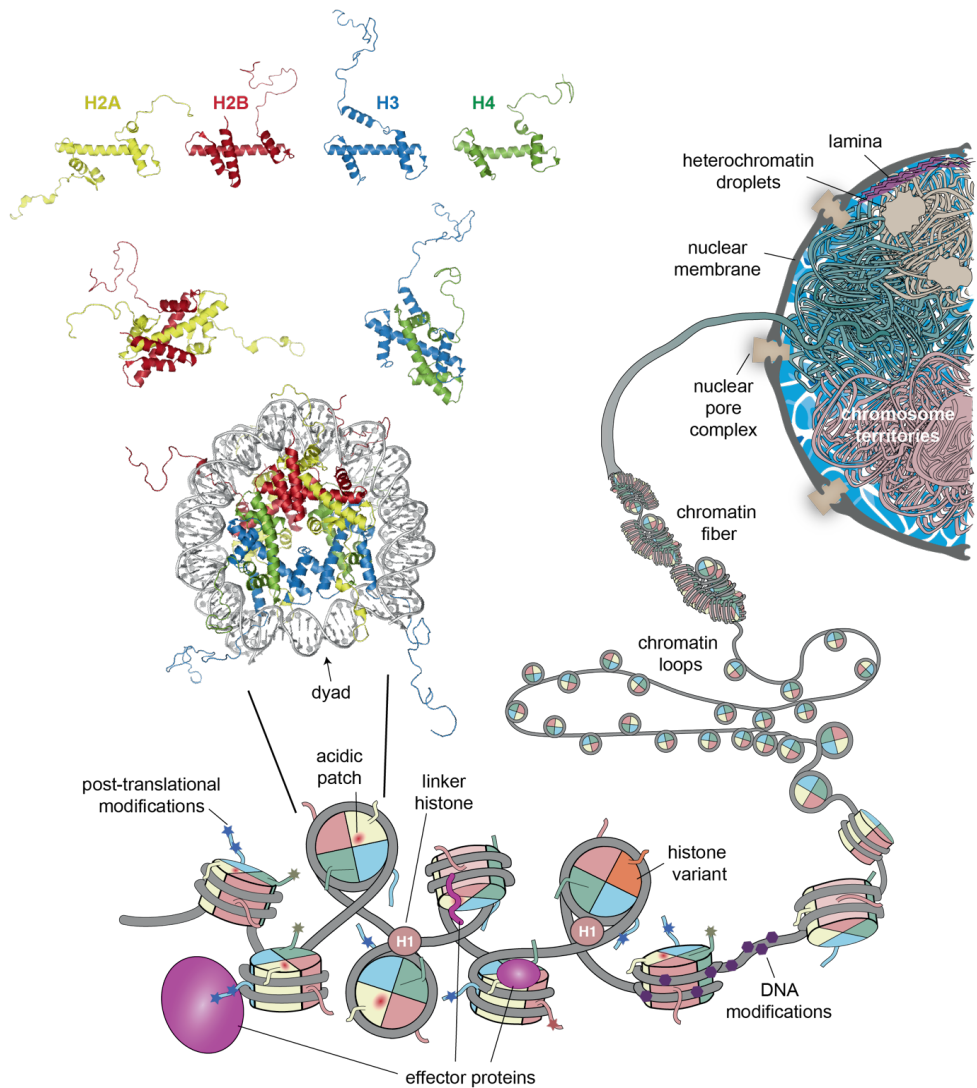 H2A
H2B
H3
H4
lamina
heterochromatin
droplets
nuclear
membrane
nuclear
pore
complex
chromosome
territories
chromatin
fiber
chromatin
loops
dyad
acidic
patch
linker
histone
post-translational
modifications
histone
variant
H1
H1
DNA
modifications
effector proteins